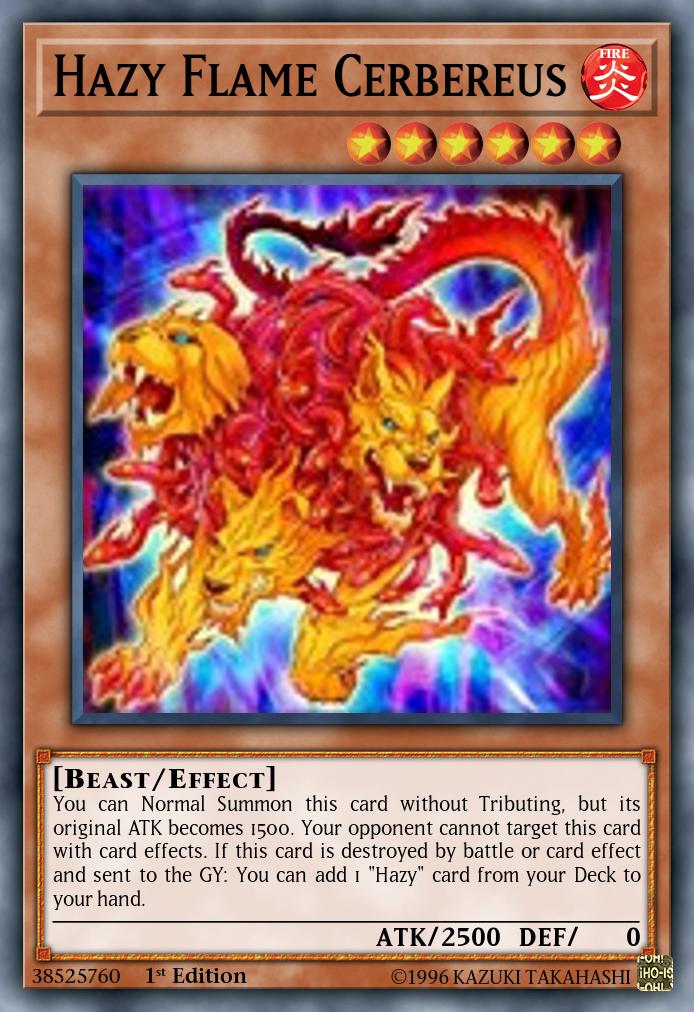 Hazy Flame Cerbereus
FIRE
炎
[Beast/Effect]
You can Normal Summon this card without Tributing, but its
original ATK becomes 1500. Your opponent cannot target this card
with card effects. If this card is destroyed by battle or card effect
and sent to the GY: You can add 1 "Hazy" card from your Deck to
your hand.
ATK/2500 DEF/ 0
38525760 1st Edition ©1996 KAZUKI TAKAHASHI